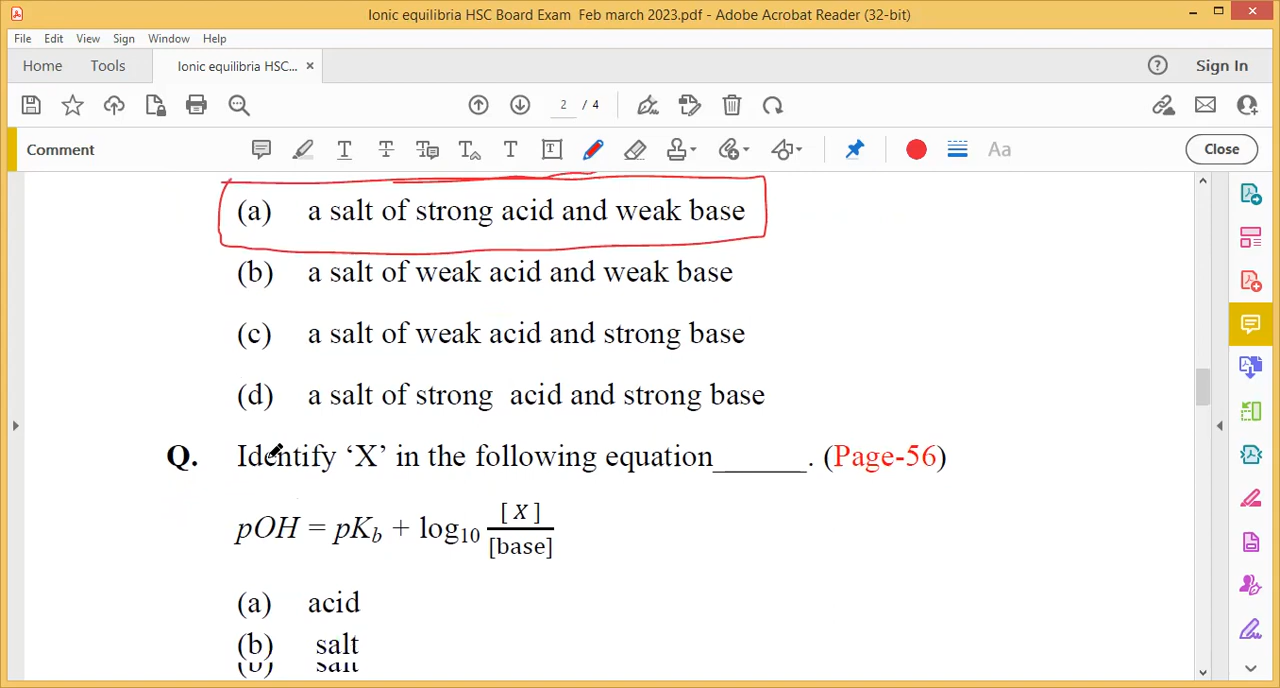 Ionic equilibria HSC Board Exam Feb march 2023.pdf - Adobe Acrobat Reader (32-bit)
File Edit View Sign Window Help
Home Tools Ionic equilibria HSC... × Sign In
2 / 4
Comment Aa Close
(a) a salt of strong acid and weak base
(b) a salt of weak acid and weak base
(c) a salt of weak acid and strong base
(d) a salt of strong acid and strong base
Q. Identify ‘X’ in the following equation______. (Page-56)
pOH = pK_b + log₁₀ [ X ] / [base]
(a) acid
(b) salt
(b) salt